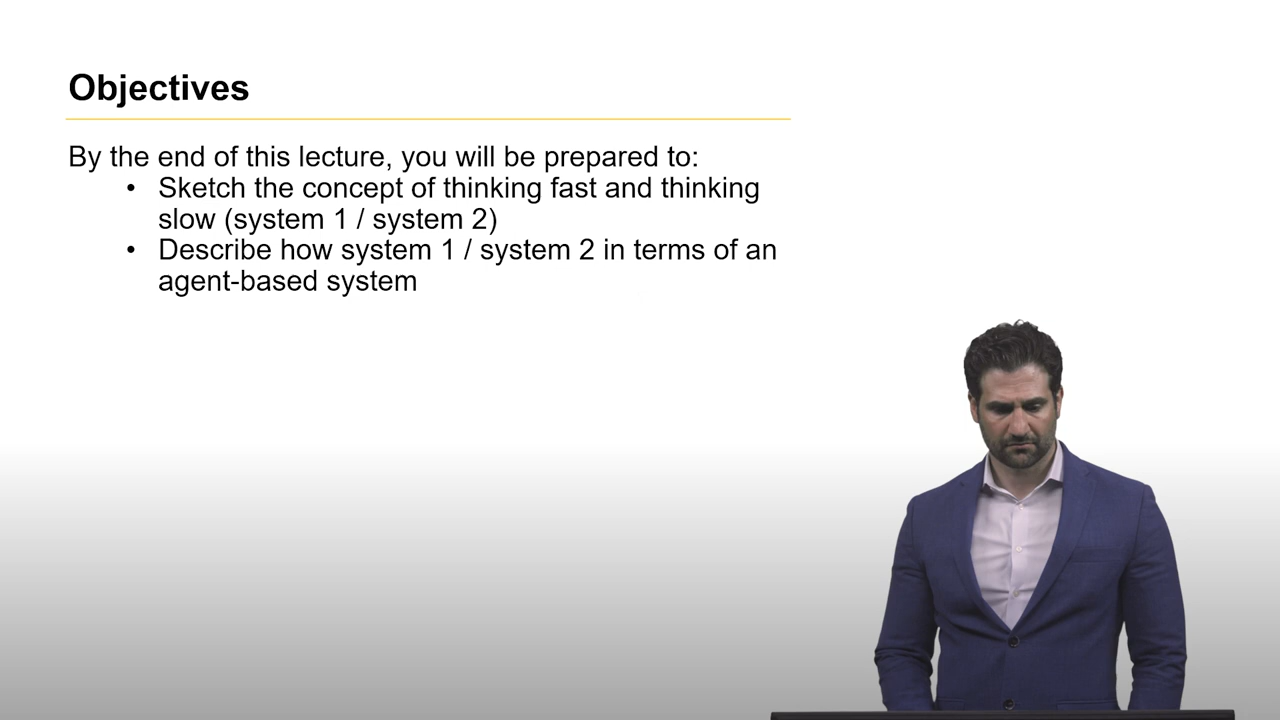 Objectives
By the end of this lecture, you will be prepared to:
• Sketch the concept of thinking fast and thinking
slow (system 1 / system 2)
• Describe how system 1 / system 2 in terms of an
agent-based system